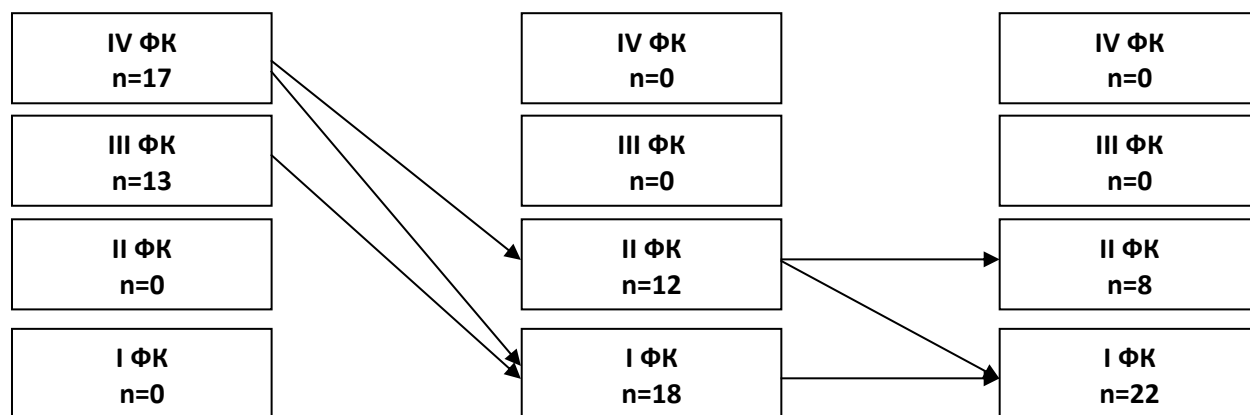 IV ФК
n=17
IV ФК
n=0
IV ФК
n=0
III ФК
n=13
III ФК
n=0
III ФК
n=0
II ФК
n=0
II ФК
n=12
II ФК
n=8
I ФК
n=0
I ФК
n=18
I ФК
n=22